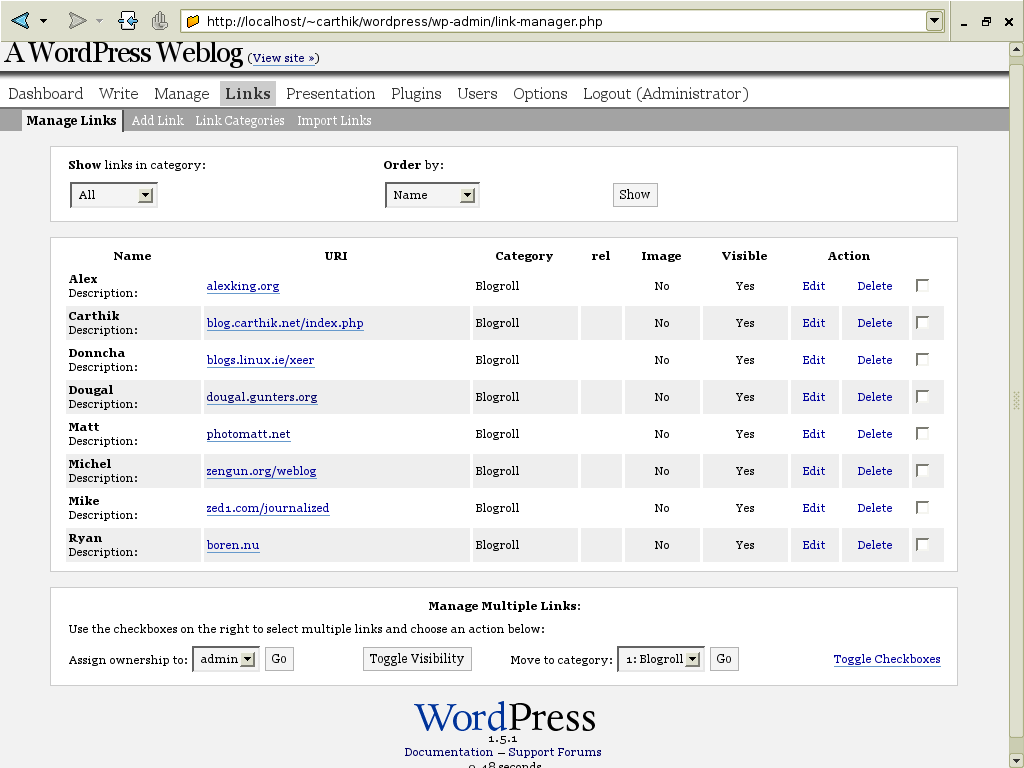 http://localhost/~carthik/wordpress/wp-admin/link-manager.php
A WordPress Weblog (View site »)
Dashboard Write Manage Links Presentation Plugins Users Options Logout (Administrator)
Manage Links Add Link Link Categories Import Links
Show links in category: Order by:
All Name Show
Name URI Category rel Image Visible Action
Alex
Description: alexking.org Blogroll No Yes Edit Delete
Carthik
Description: blog.carthik.net/index.php Blogroll No Yes Edit Delete
Donncha
Description: blogs.linux.ie/xeer Blogroll No Yes Edit Delete
Dougal
Description: dougal.gunters.org Blogroll No Yes Edit Delete
Matt
Description: photomatt.net Blogroll No Yes Edit Delete
Michel
Description: zengun.org/weblog Blogroll No Yes Edit Delete
Mike
Description: zed1.com/journalized Blogroll No Yes Edit Delete
Ryan
Description: boren.nu Blogroll No Yes Edit Delete
Manage Multiple Links:
Use the checkboxes on the right to select multiple links and choose an action below:
Assign ownership to: admin Go Toggle Visibility Move to category: 1: Blogroll Go Toggle Checkboxes
WordPress
1.5.1
Documentation — Support Forums
0.48 seconds